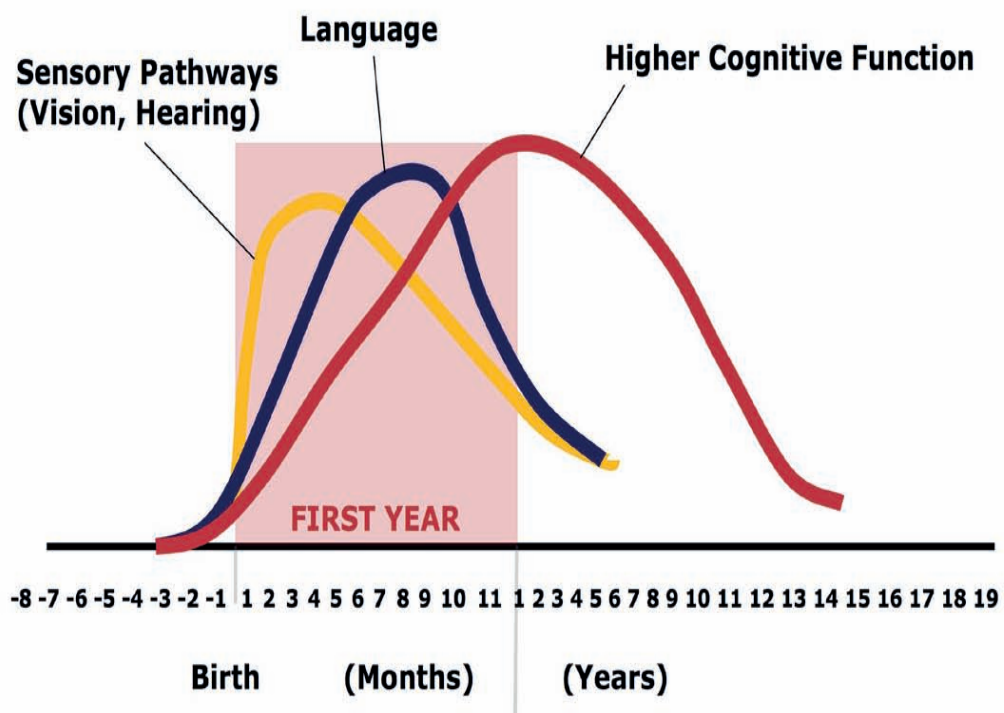 Language
Sensory Pathways
(Vision, Hearing)
Higher Cognitive Function
FIRST YEAR
-8 -7 -6 -5 -4 -3 -2 -1 1 2 3 4 5 6 7 8 9 10 11 1 2 3 4 5 6 7 8 9 10 11 12 13 14 15 16 17 18 19
Birth (Months) (Years)